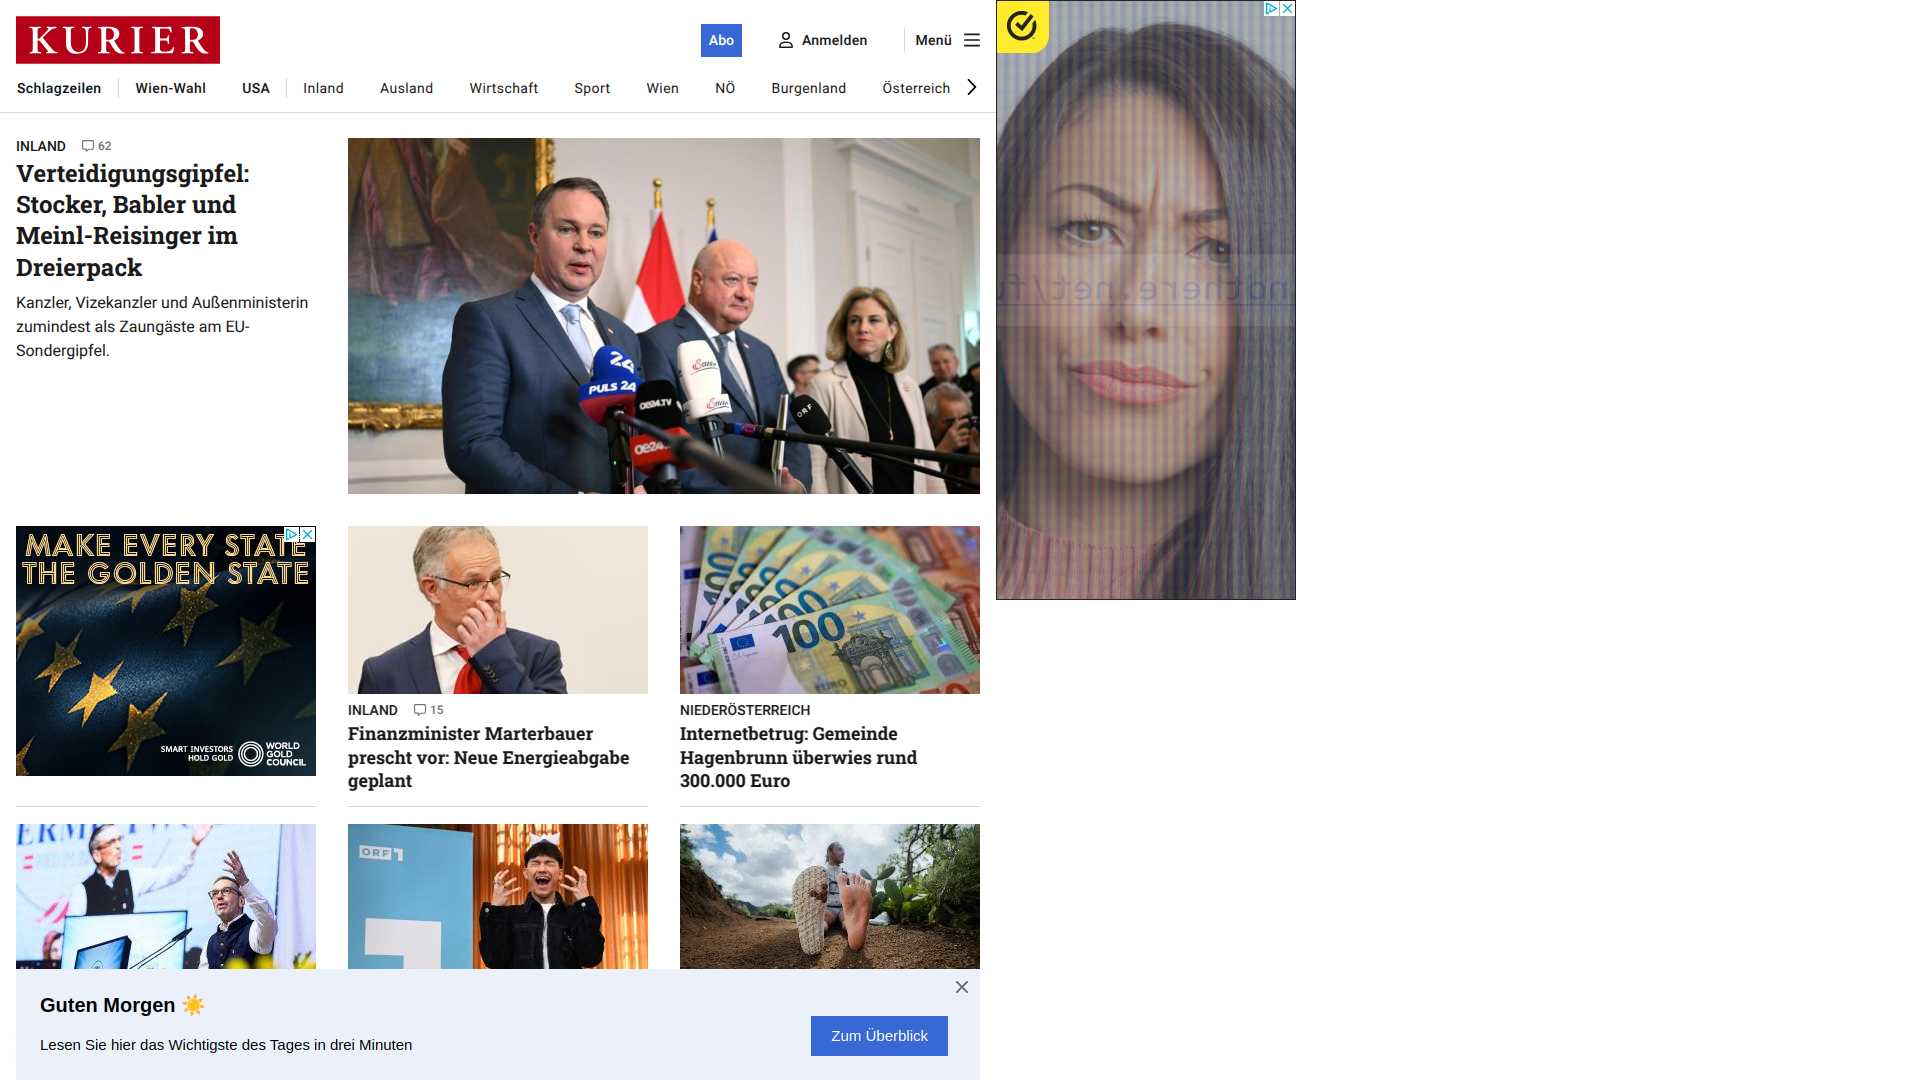 KURIER
Abo
Anmelden
Menü
Schlagzeilen
Wien-Wahl
USA
Inland
Ausland
Wirtschaft
Sport
Wien
NÖ
Burgenland
Österreich
INLAND 62
Verteidigungsgipfel:
Stocker, Babler und
Meinl-Reisinger im
Dreierpack
Kanzler, Vizekanzler und Außenministerin
zumindest als Zaungäste am EU-
Sondergipfel.
24
PULS 24
oe24.TV
oe24
ORF
MAKE EVERY STATE
THE GOLDEN STATE
SMART INVESTORS
HOLD GOLD
WORLD
GOLD
COUNCIL
INLAND 15
Finanzminister Marterbauer
prescht vor: Neue Energieabgabe
geplant
100
EURO
NIEDERÖSTERREICH
Internetbetrug: Gemeinde
Hagenbrunn überwies rund
300.000 Euro
ORF 1
Guten Morgen ☀️
Lesen Sie hier das Wichtigste des Tages in drei Minuten
Zum Überblick